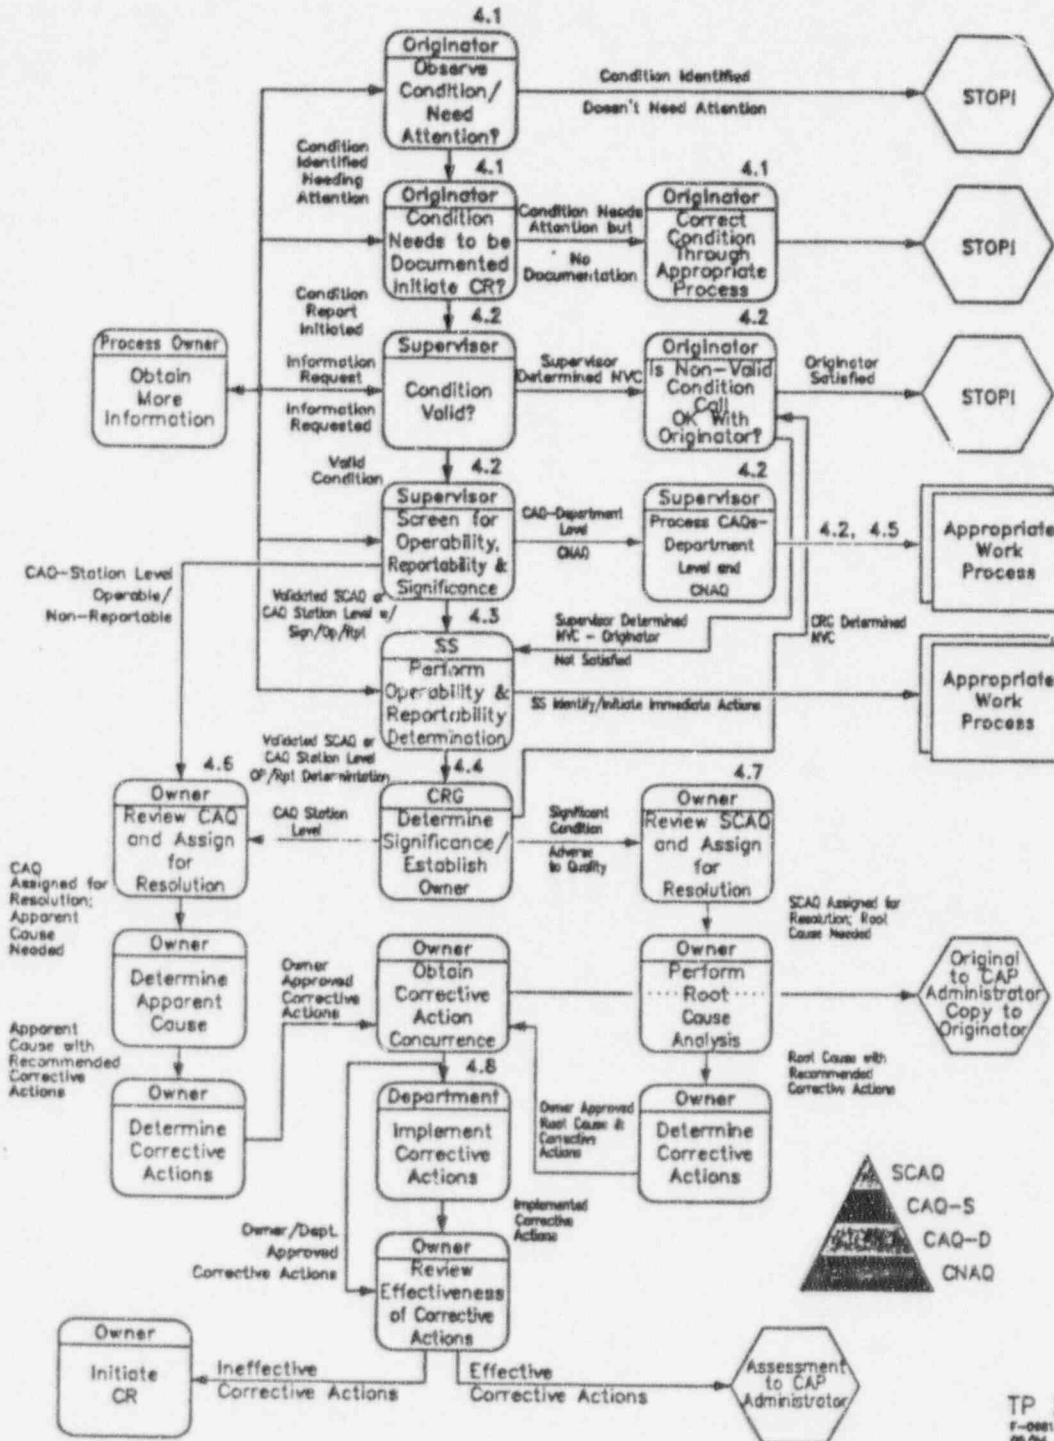 4.1
Originator
Observe
Condition/
Need
Attention?
Condition Identified
Doesn't Need Attention
STOP!
Condition
Identified
Needing
Attention
4.1
Originator
Condition
Needs to be
Documented
Initiate CR?
Condition Needs
Attention but
No
Documentation
4.1
Originator
Correct
Condition
Through
Appropriate
Process
STOP!
Condition
Report
Initiated
Process Owner
Obtain
More
Information
Information
Request
Information
Requested
4.2
Supervisor
Condition
Valid?
Supervisor
Determined NVC
4.2
Originator
Is Non-Valid
Condition
Call
OK With
Originator?
Originator
Satisfied
STOP!
Valid
Condition
4.2
Supervisor
Screen for
Operability,
Reportability &
Significance
CAQ-Department
Level
CNAQ
4.2
Supervisor
Process CAQs-
Department
Level and
CNAQ
4.2, 4.5
Appropriate
Work
Process
CAQ-Station Level
Operable/
Non-Reportable
Validated SCAQ or
CAQ Station Level w/
Sign/Op/Rpt
4.3
SS
Perform
Operability &
Reportability
Determination
Supervisor Determined
NVC - Originator
Not Satisfied
CRG Determined
NVC
SS Identify/Initiate Immediate Actions
Appropriate
Work
Process
Validated SCAQ or
CAQ Station Level
OP/Rpt Determination
4.6
Owner
Review CAQ
and Assign
for
Resolution
CAQ Station
Level
4.4
CRG
Determine
Significance/
Establish
Owner
Significant
Condition
Adverse
to Quality
4.7
Owner
Review SCAQ
and Assign
for
Resolution
CAQ
Assigned for
Resolution;
Apparent
Cause
Needed
SCAQ Assigned for
Resolution; Root
Cause Needed
Owner
Determine
Apparent
Cause
Owner
Approved
Corrective
Actions
Owner
Obtain
Corrective
Action
Concurrence
Owner
Perform
Root
Cause
Analysis
Original
to CAP
Administrator
Copy to
Originator
Apparent
Cause with
Recommended
Corrective
Actions
Root Cause with
Recommended
Corrective Actions
Owner
Determine
Corrective
Actions
4.8
Department
Implement
Corrective
Actions
Owner Approved
Root Cause &
Corrective
Actions
Owner
Determine
Corrective
Actions
SCAQ
CAQ-S
CAQ-D
CNAQ
Owner/Dept.
Approved
Corrective Actions
Implemented
Corrective
Actions
Owner
Review
Effectiveness
of Corrective
Actions
Owner
Initiate
CR
Ineffective
Corrective Actions
Effective
Corrective Actions
Assessment
to CAP
Administrator
TP